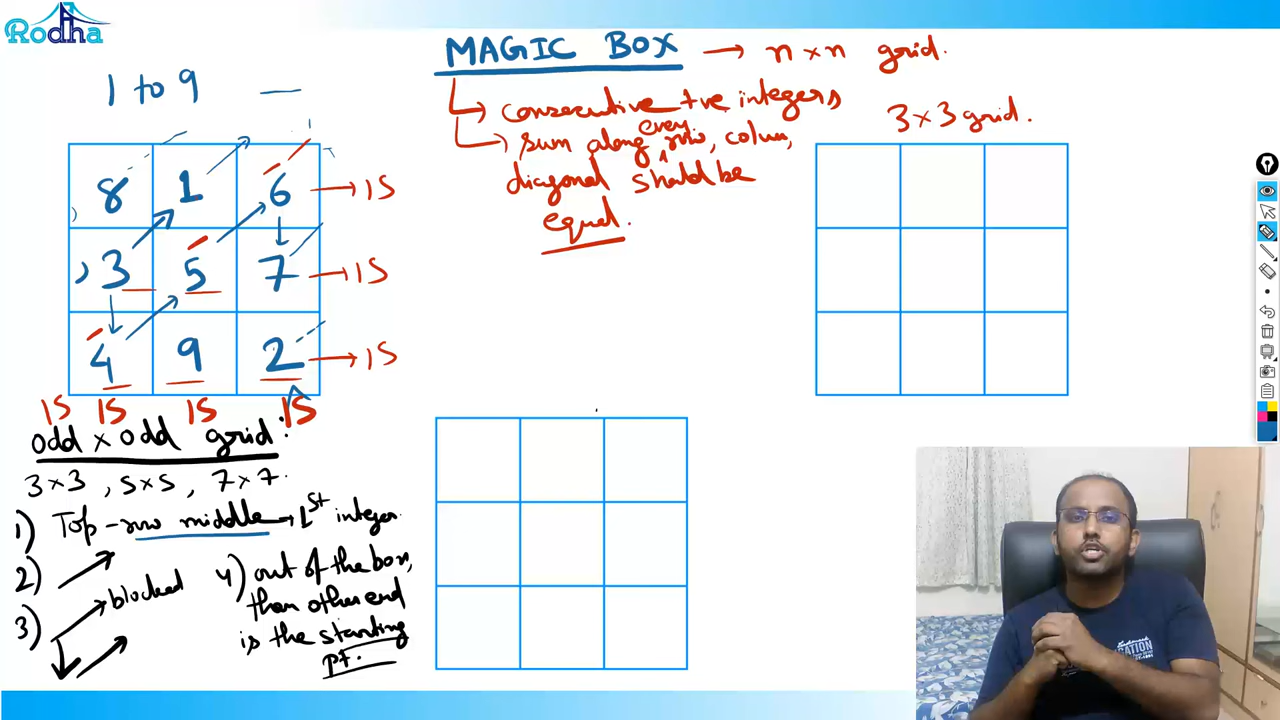 Rodha
MAGIC BOX → n×n grid.
↳ consecutive +ve integers
↳ sum along every row, colum,
diagonal should be
equal.
3×3 grid.
1 to 9
8 1 6 → 15
3 5 7 → 15
4 9 2 → 15
15 15 15 15
odd × odd grid:
3×3, 5×5, 7×7.
1) Top-row middle → 1st integer
2)
3) blocked
4) out of the box,
than other end
is the starting
pt.